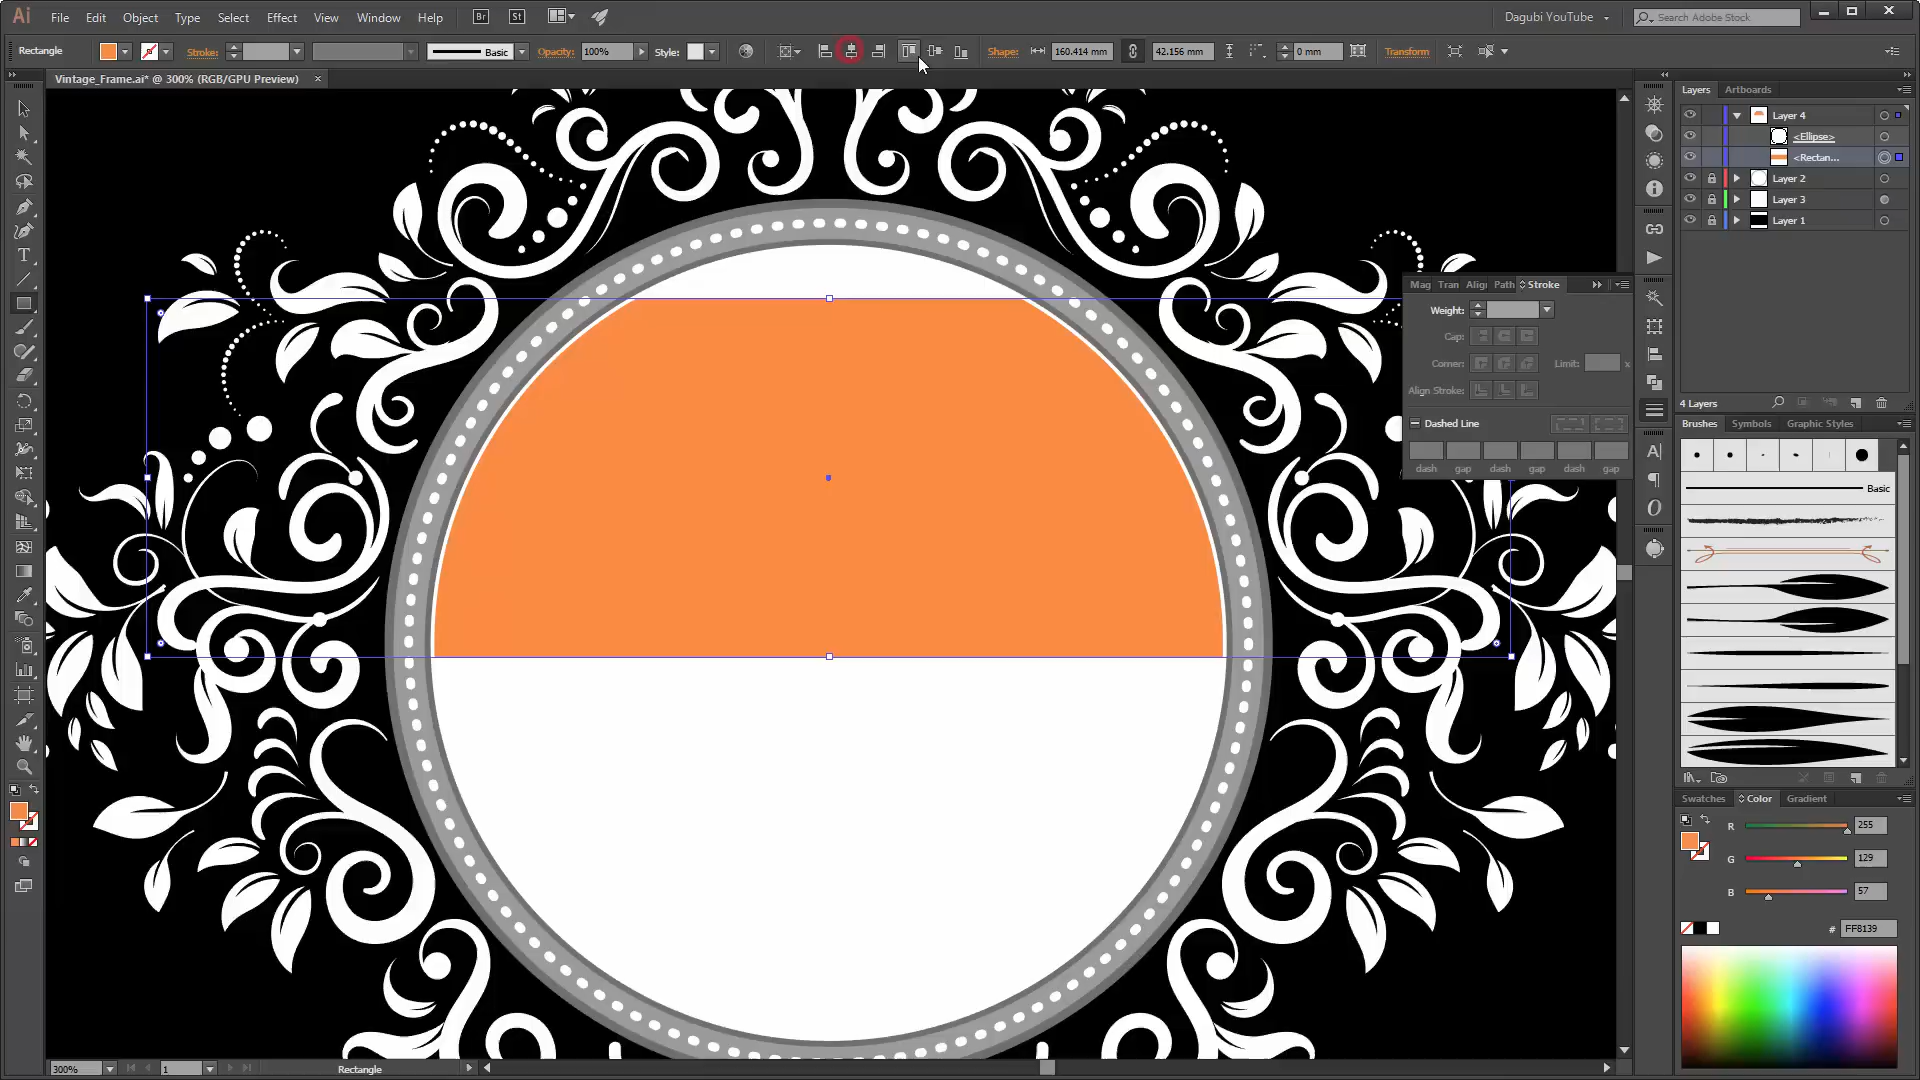 Ai File Edit Object Type Select Effect View Window Help Br St Dagubi YouTube Search Adobe Stock
Rectangle Stroke: Basic Opacity: 100% Style: Shape: 160.414 mm 42.156 mm 0 mm Transform
Vintage_Frame.ai* @ 300% (RGB/GPU Preview) ×
Layers Artboards
Layer 4
<Ellipse>
<Rectan...
Layer 2
Layer 3
Layer 1
4 Layers
Mag Tran Alig Path Stroke
Weight:
Cap:
Corner: Limit: x
Align Stroke:
Dashed Line
dash gap dash gap dash gap
Brushes Symbols Graphic Styles
Basic
Swatches Color Gradient
R 255
G 129
B 57
# FF8139
300% 1 Rectangle